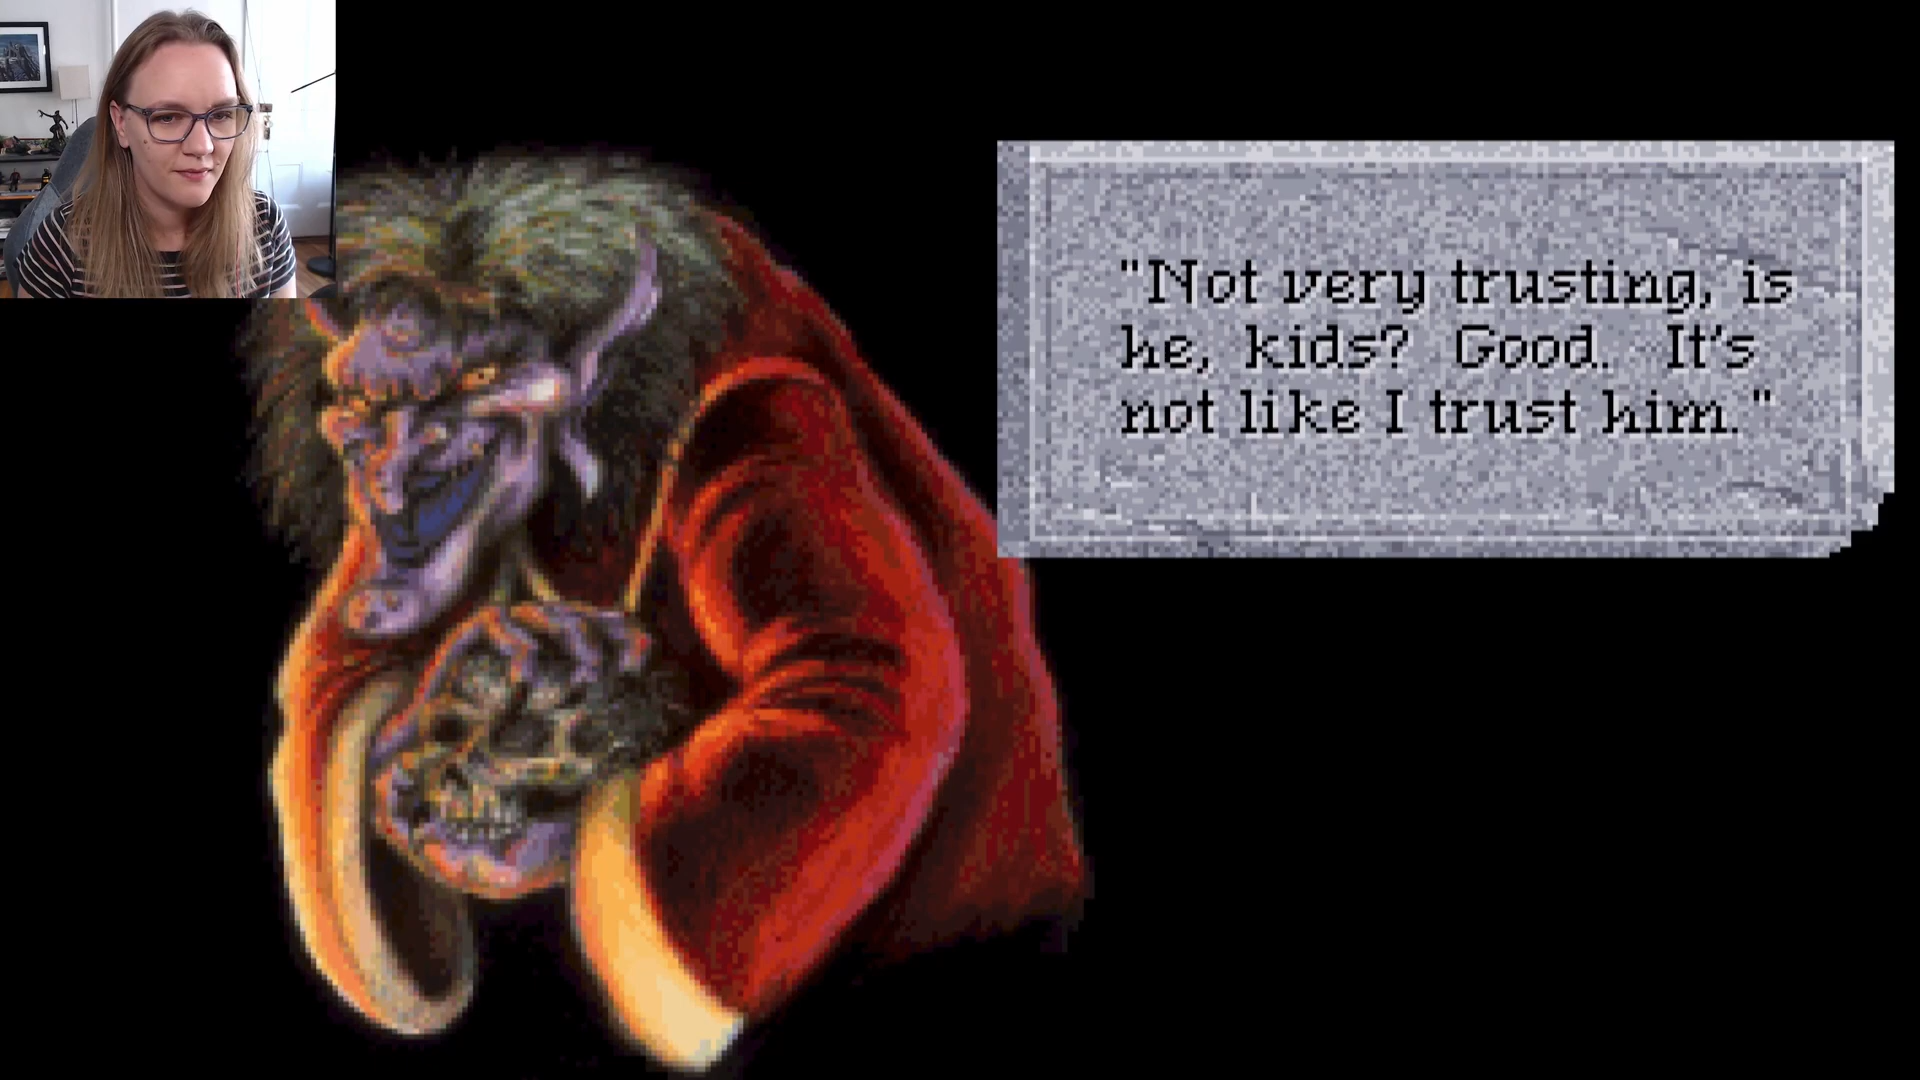 "Not very trusting, is
he, kids? Good. It's
not like I trust him."